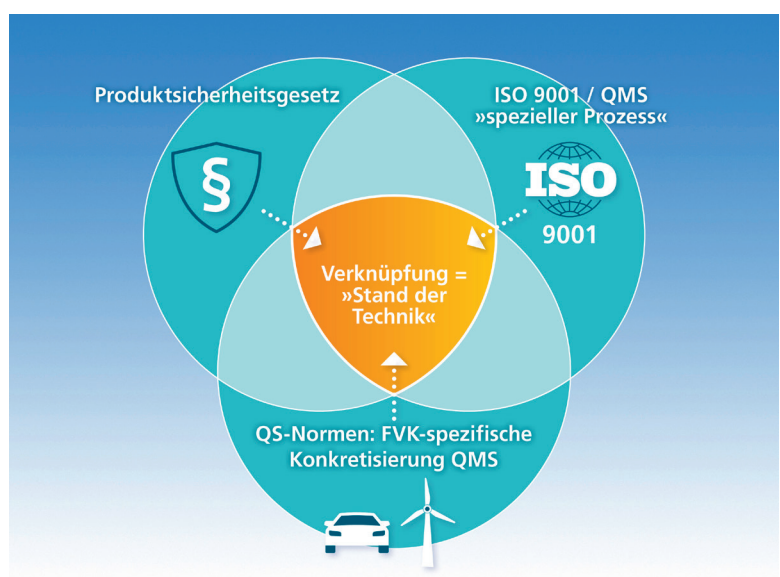 Produktsicherheitsgesetz
§
ISO 9001 / QMS
»spezieller Prozess«
ISO
9001
Verknüpfung =
»Stand der
Technik«
QS-Normen: FVK-spezifische
Konkretisierung QMS